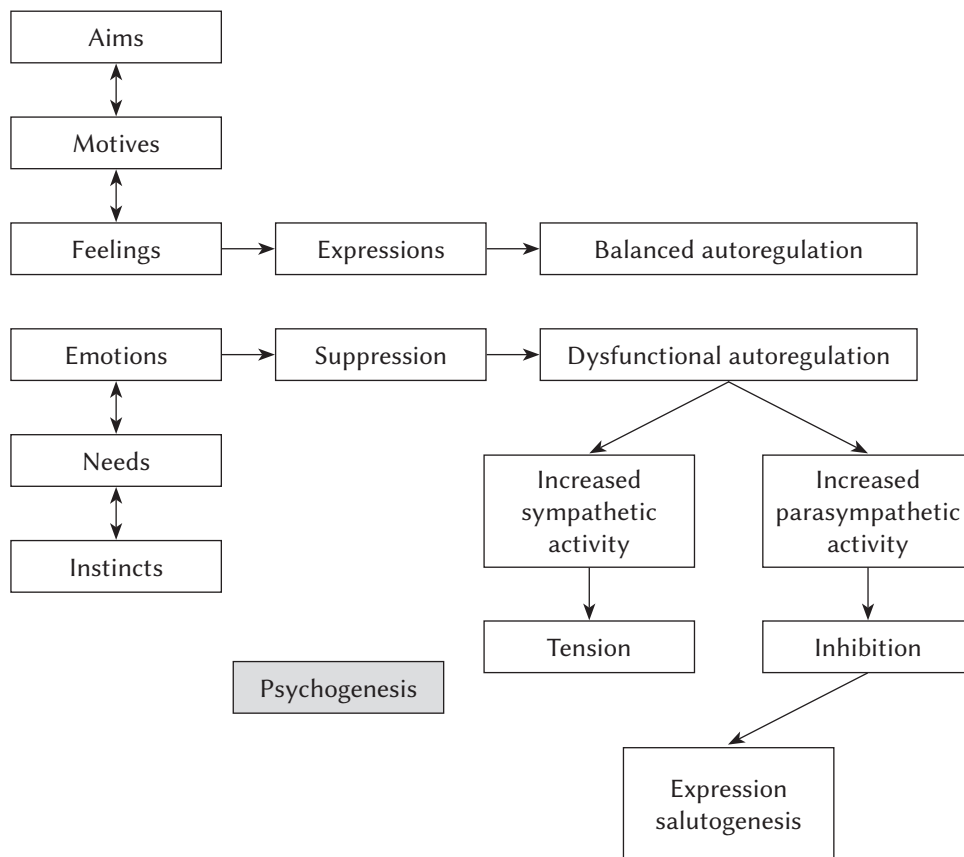 Aims
Motives
Feelings
Expressions
Balanced autoregulation
Emotions
Suppression
Dysfunctional autoregulation
Needs
Instincts
Increased
sympathetic
activity
Increased
parasympathetic
activity
Tension
Inhibition
Psychogenesis
Expression
salutogenesis